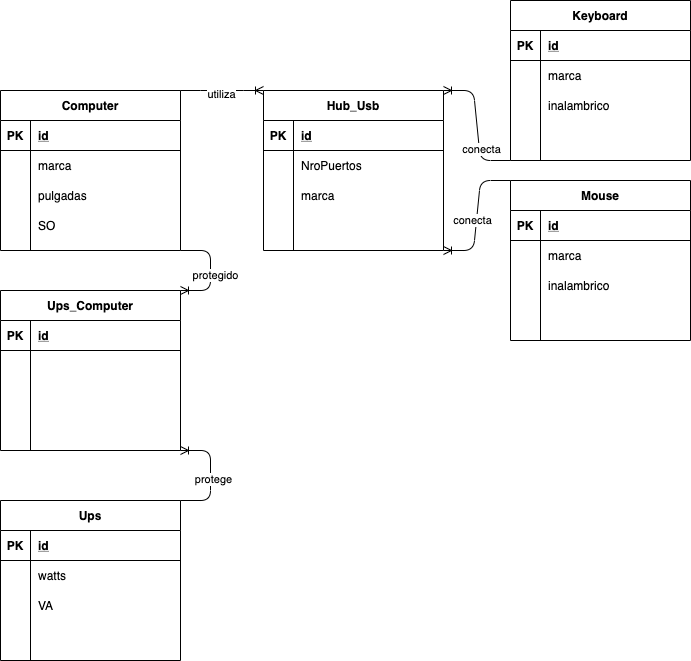 Keyboard
PK id
marca
inalambrico
utiliza
Computer
PK id
marca
pulgadas
SO
Hub_Usb
PK id
NroPuertos
marca
conecta
conecta
Mouse
PK id
marca
inalambrico
protegido
Ups_Computer
PK id
protege
Ups
PK id
watts
VA